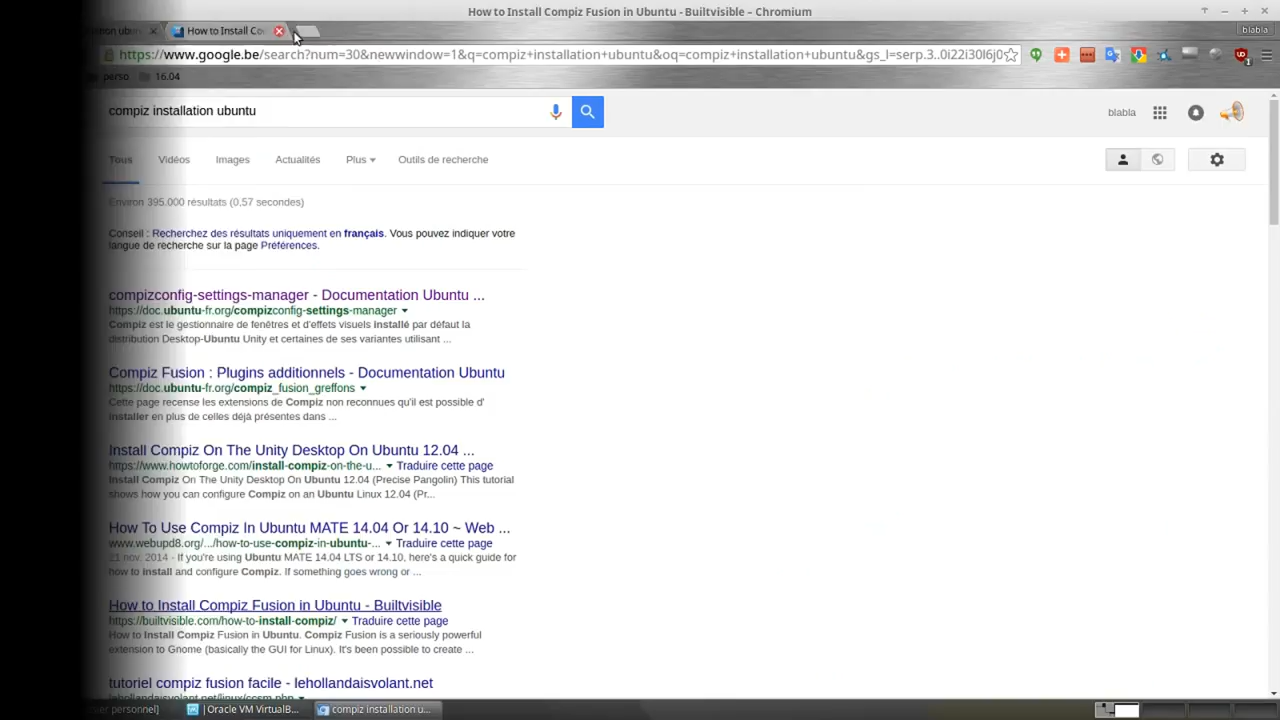 How to Install Compiz Fusion in Ubuntu - Builtvisible – Chromium
How to Install Co
blabla
https://www.google.be/search?num=30&newwindow=1&q=compiz+installation+ubuntu&oq=compiz+installation+ubuntu&gs_l=serp.3..0i22i30l6j0
perso
16.04
compiz installation ubuntu
blabla
Tous Vidéos Images Actualités Plus Outils de recherche
Environ 395.000 résultats (0,57 secondes)
Conseil : Recherchez des résultats uniquement en français. Vous pouvez indiquer votre
langue de recherche sur la page Préférences.
compizconfig-settings-manager - Documentation Ubuntu ...
https://doc.ubuntu-fr.org/compizconfig-settings-manager
Compiz est le gestionnaire de fenêtres et d'effets visuels installé par défaut la
distribution Desktop-Ubuntu Unity et certaines de ses variantes utilisant ...
Compiz Fusion : Plugins additionnels - Documentation Ubuntu
https://doc.ubuntu-fr.org/compiz_fusion_greffons
Cette page recense les extensions de Compiz non reconnues qu'il est possible d'
installer en plus de celles déjà présentes dans ...
Install Compiz On The Unity Desktop On Ubuntu 12.04 ...
https://www.howtoforge.com/install-compiz-on-the-u... Traduire cette page
Install Compiz On The Unity Desktop On Ubuntu 12.04 (Precise Pangolin) This tutorial
shows how you can configure Compiz on an Ubuntu Linux 12.04 (Pr...
How To Use Compiz In Ubuntu MATE 14.04 Or 14.10 ~ Web ...
www.webupd8.org/.../how-to-use-compiz-in-ubuntu-... Traduire cette page
21 nov. 2014 - If you're using Ubuntu MATE 14.04 LTS or 14.10, here's a quick guide for
how to install and configure Compiz. If something goes wrong or ...
How to Install Compiz Fusion in Ubuntu - Builtvisible
https://builtvisible.com/how-to-install-compiz/ Traduire cette page
How to Install Compiz Fusion in Ubuntu. Compiz Fusion is a seriously powerful
extension to Gnome (basically the GUI for Linux). It's been possible to create ...
tutoriel compiz fusion facile - lehollandaisvolant.net
lehollandaisvolant.net/linux/ccsm.php
personnel]
[Oracle VM VirtualB...
compiz installation u...